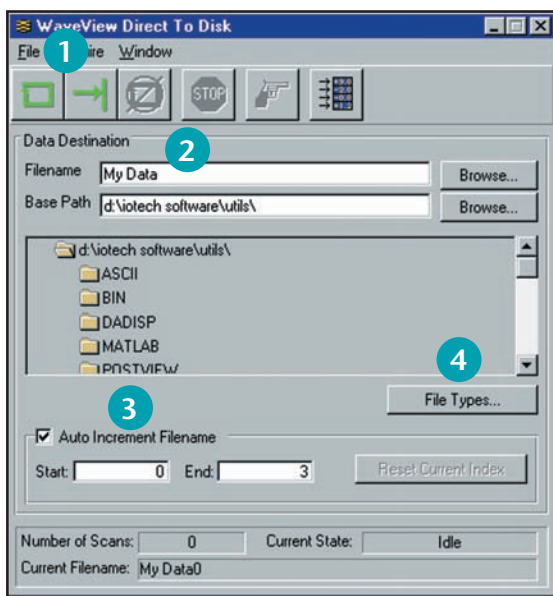 WaveView Direct To Disk
File ire Window
1
STOP
Data Destination
2
Filename My Data Browse...
Base Path d:\iotech software\utils\ Browse...
d:\iotech software\utils\
ASCII
BIN
DADISP
MATLAB
POSTVIEW
4
File Types...
3
Auto Increment Filename
Start: 0 End: 3 Reset Current Index
Number of Scans: 0 Current State: Idle
Current Filename: My Data0